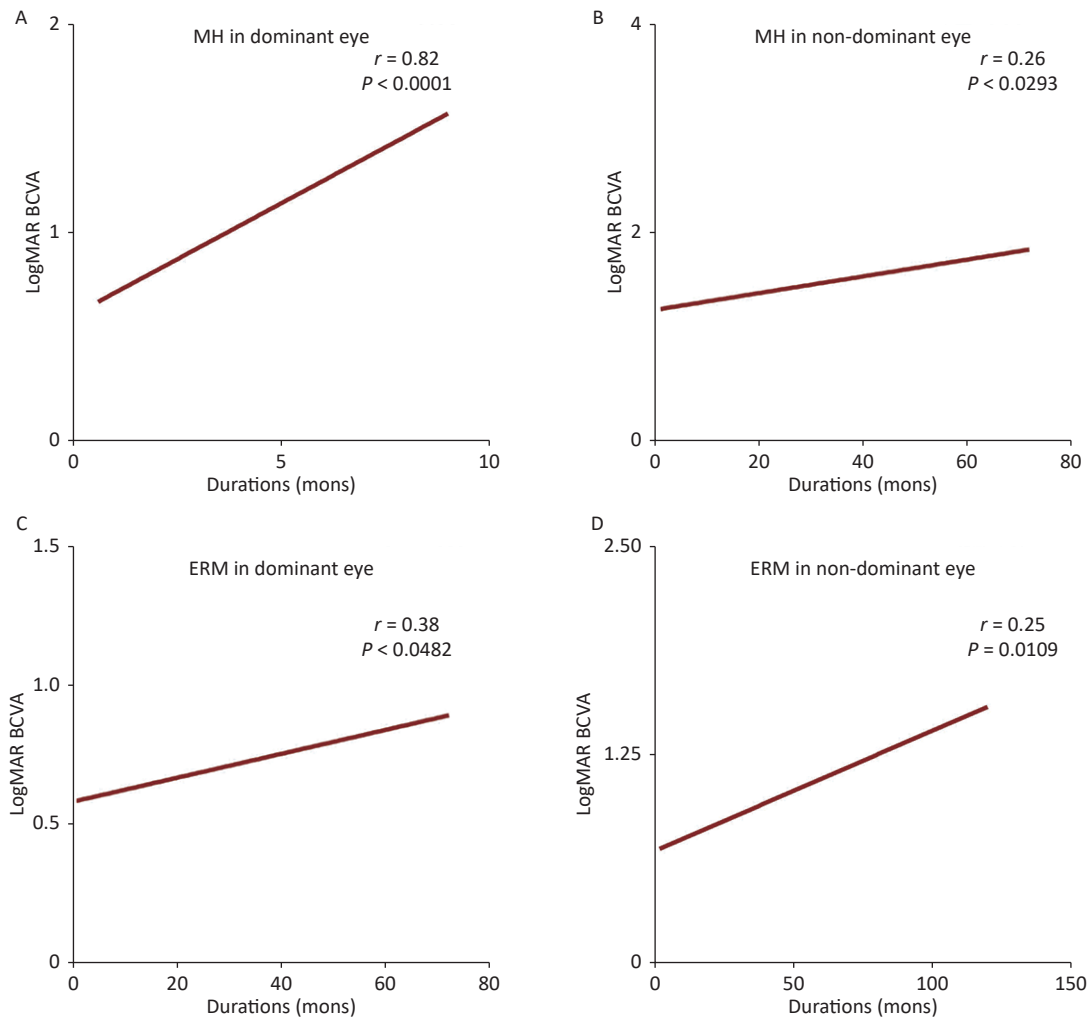 A
MH in dominant eye
r = 0.82
P < 0.0001
2
1
0
LogMAR BCVA
0
5
10
Durations (mons)
B
MH in non-dominant eye
r = 0.26
P < 0.0293
4
2
0
LogMAR BCVA
0
20
40
60
80
Durations (mons)
C
ERM in dominant eye
r = 0.38
P < 0.0482
1.5
1.0
0.5
0
LogMAR BCVA
0
20
40
60
80
Durations (mons)
D
ERM in non-dominant eye
r = 0.25
P = 0.0109
2.50
1.25
0
LogMAR BCVA
0
50
100
150
Durations (mons)